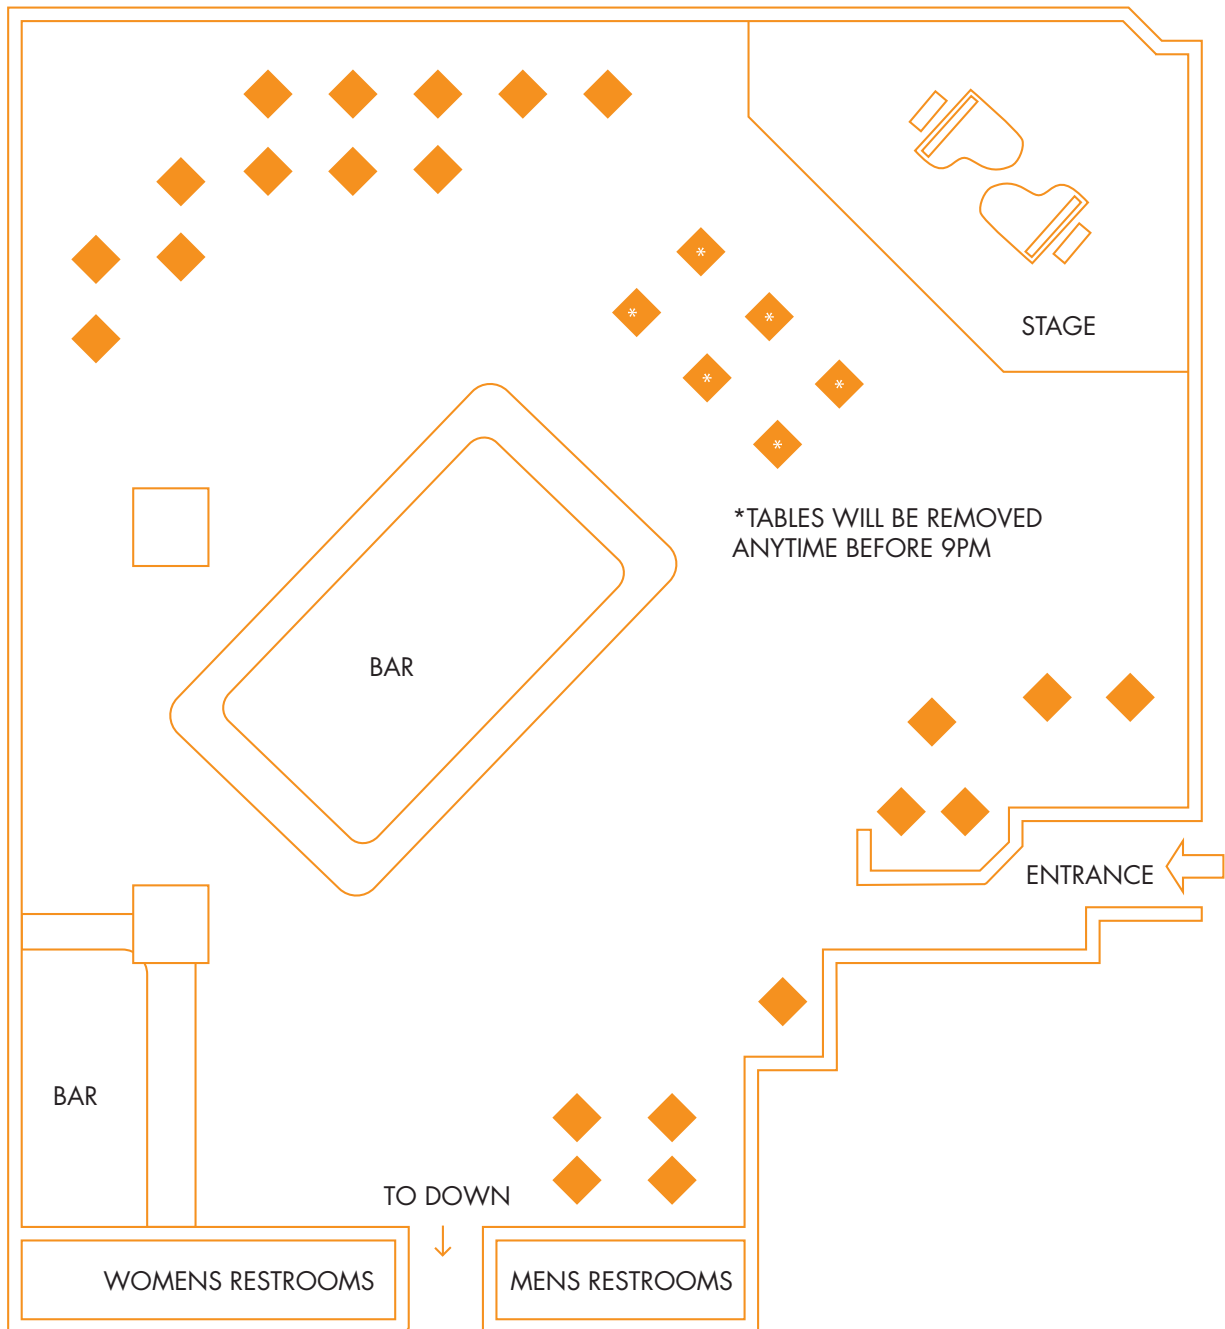 *
*
*
*
*
*
STAGE
*TABLES WILL BE REMOVED
ANYTIME BEFORE 9PM
BAR
ENTRANCE
BAR
TO DOWN
WOMENS RESTROOMS
MENS RESTROOMS